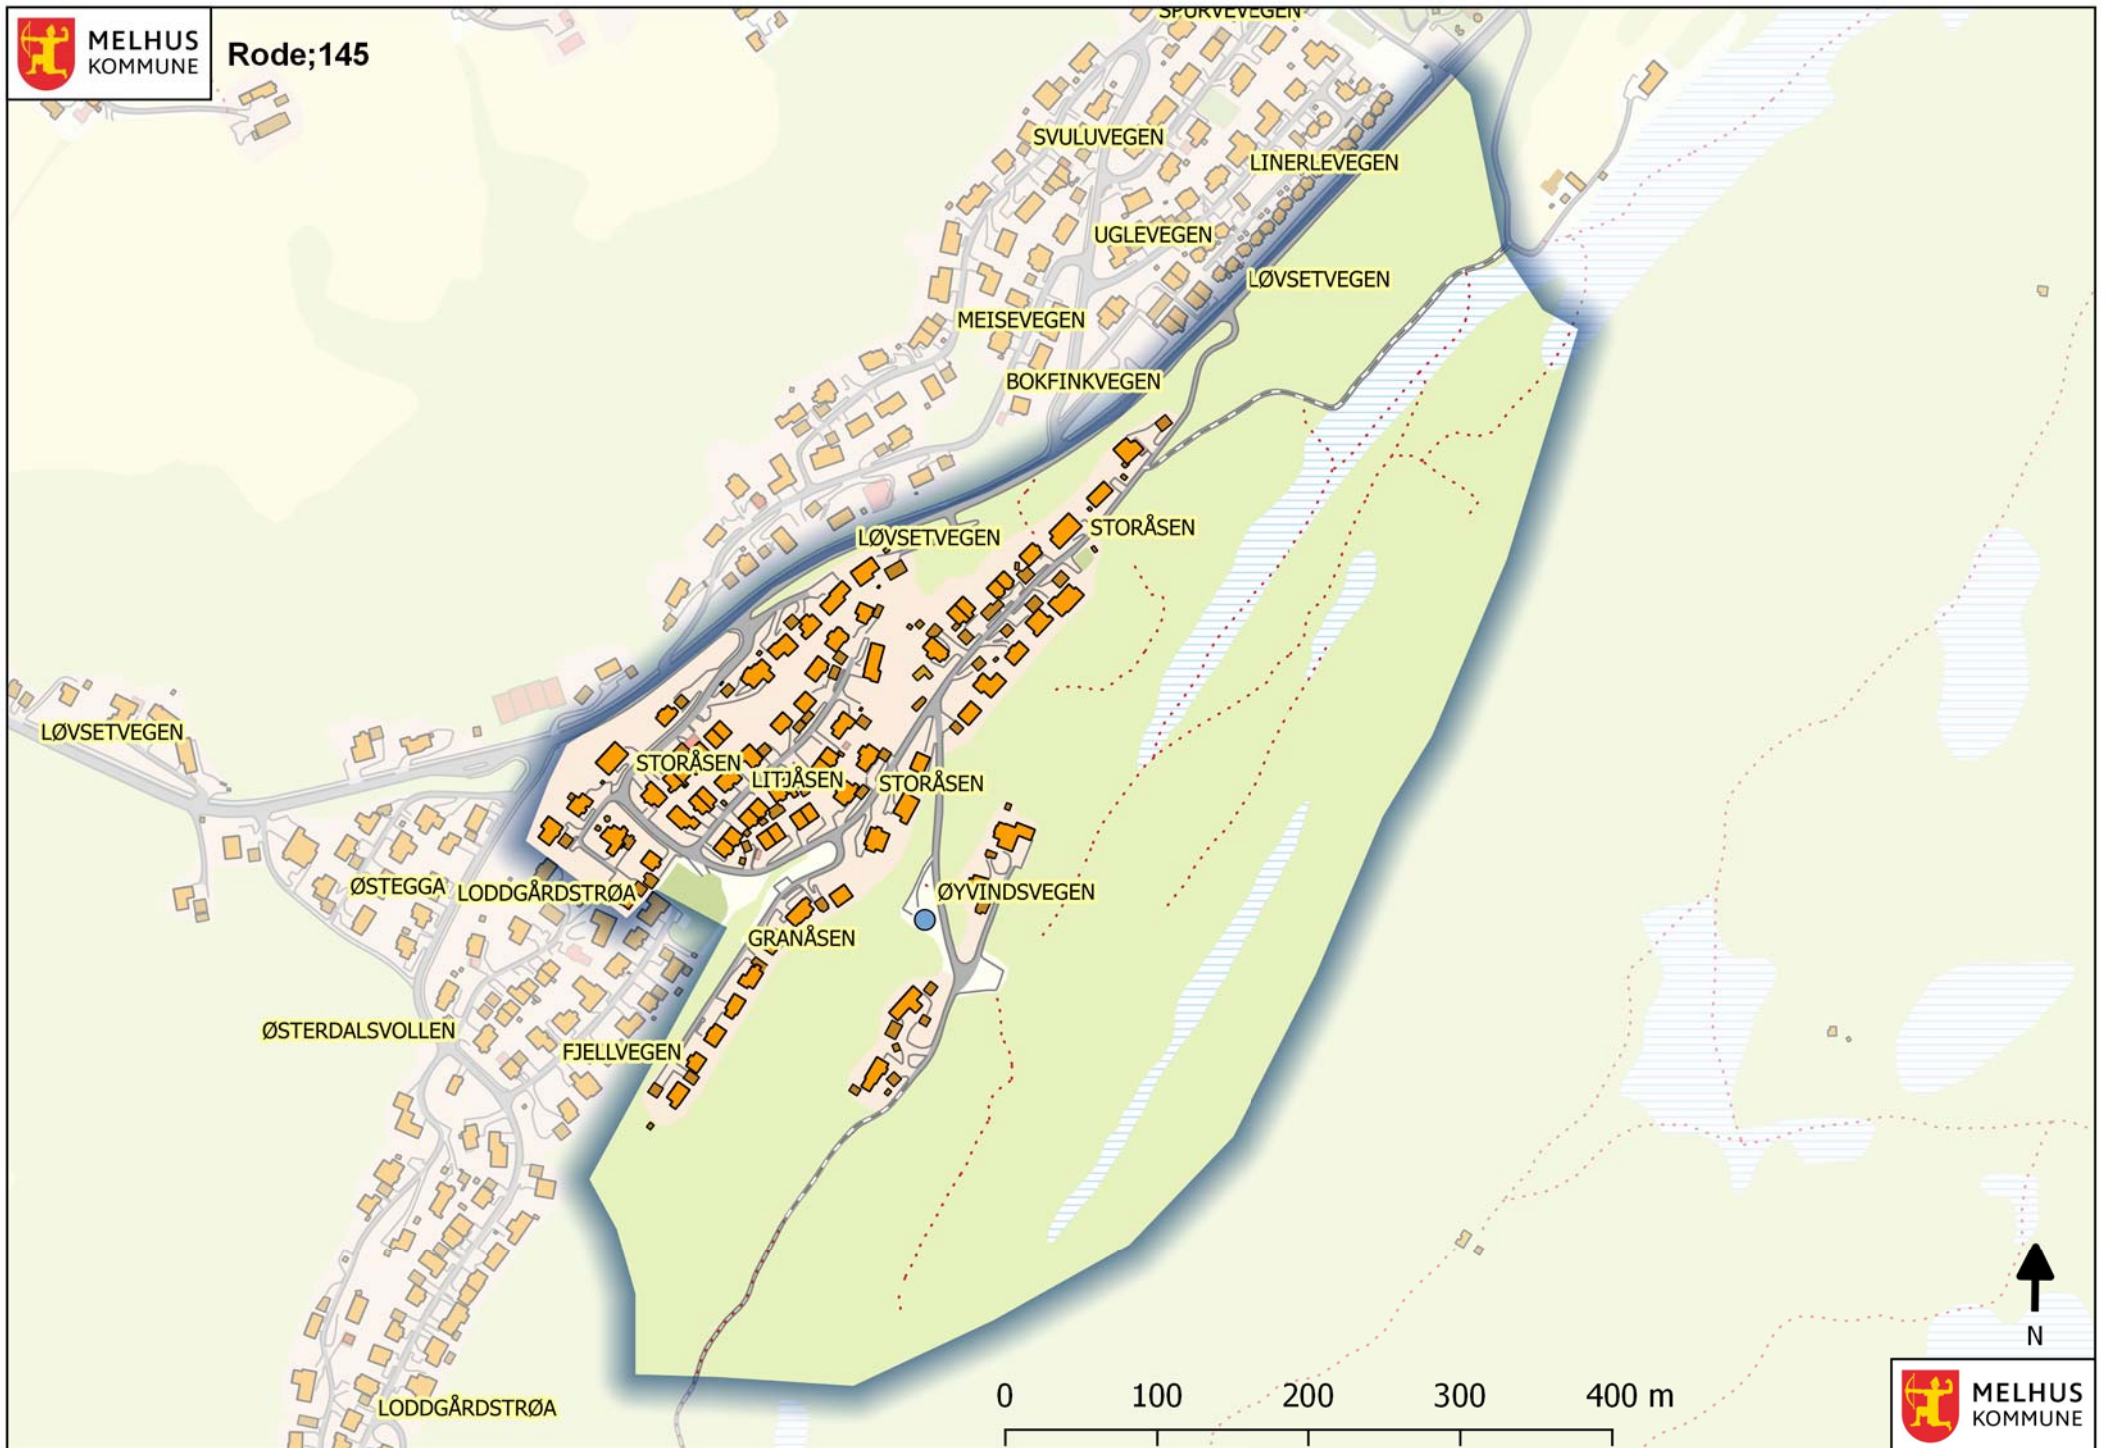 MELHUS
KOMMUNE
Rode;145
SPURVEVEGEN
SVULUVEGEN
LINERLEVEGEN
UGLEVEGEN
LØVSETVEGEN
MEISEVEGEN
BOKFINKVEGEN
STORÅSEN
LØVSETVEGEN
LØVSETVEGEN
STORÅSEN
LITJÅSEN
STORÅSEN
ØSTEGGA
LODDGÅRDSTRØA
ØYVINDSVEGEN
GRANÅSEN
ØSTERDALSVOLLEN
FJELLVEGEN
N
0 100 200 300 400 m
LODDGÅRDSTRØA
MELHUS
KOMMUNE